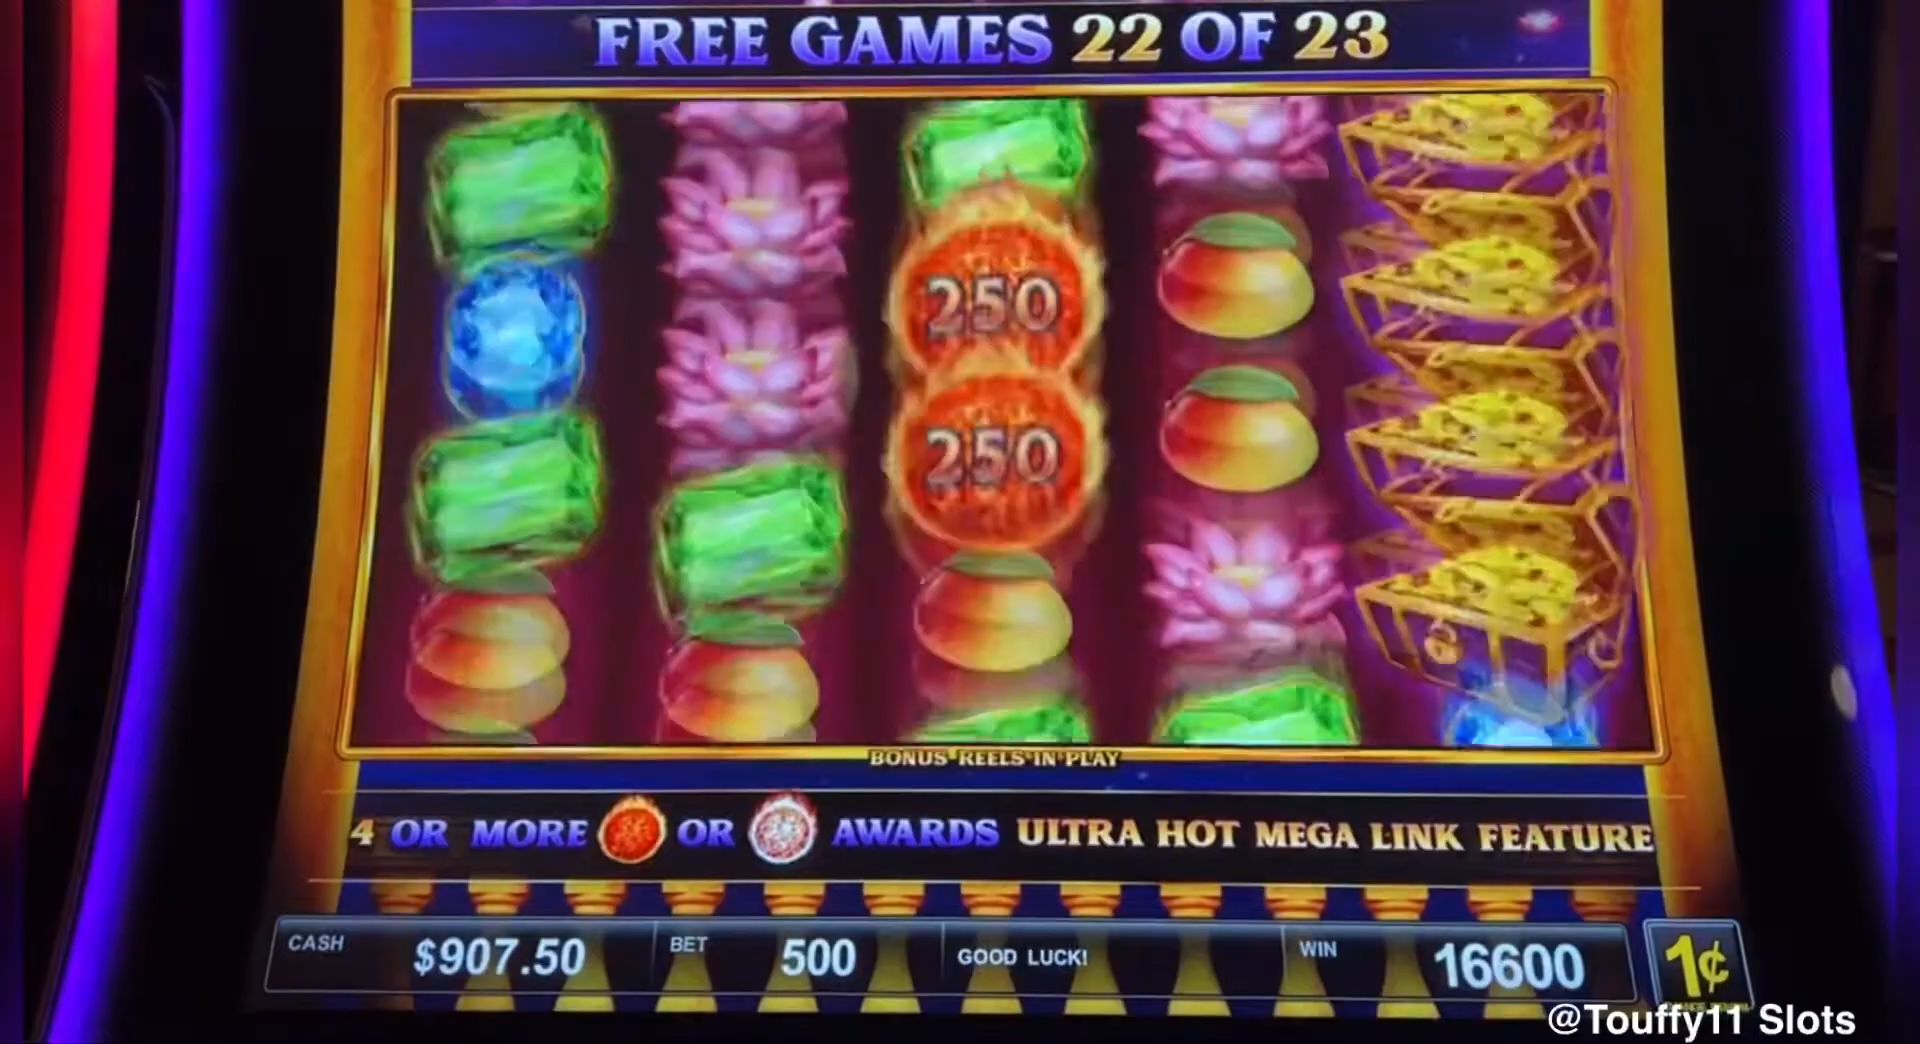 FREE GAMES 22 OF 23
250
250
BONUS REELS IN PLAY
4 OR MORE OR AWARDS ULTRA HOT MEGA LINK FEATURE
CASH $907.50 BET 500 GOOD LUCK! WIN 16600 1¢
@Touffy11 Slots